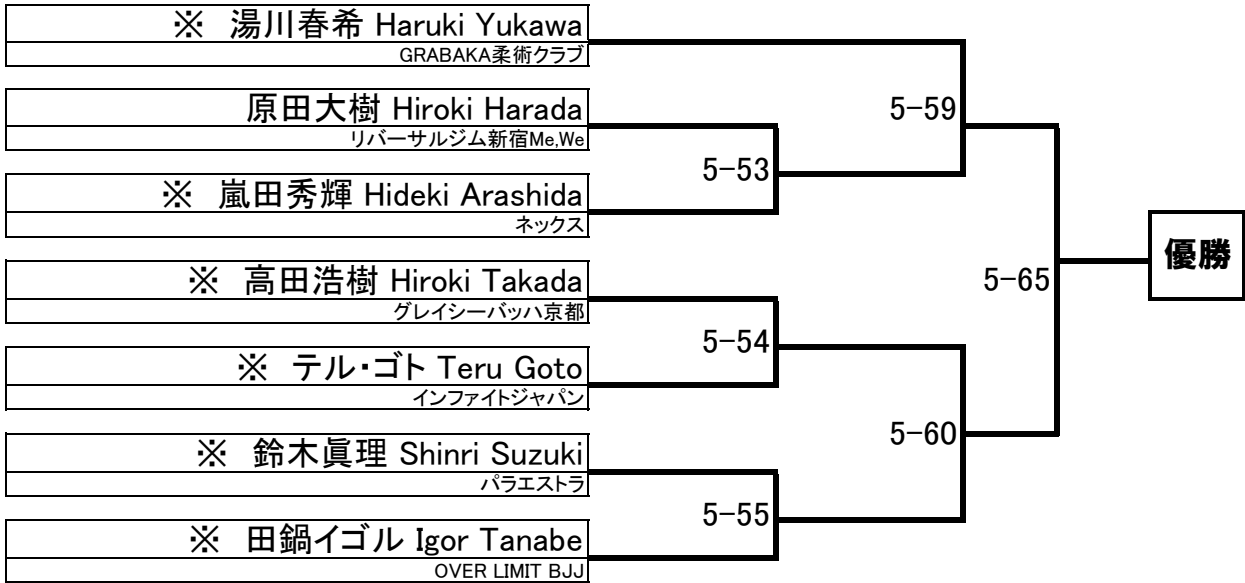 ※ 湯川春希 Haruki Yukawa
GRABAKA柔術クラブ
原田大樹 Hiroki Harada
リバーサルジム新宿Me,We
※ 嵐田秀輝 Hideki Arashida
ネックス
※ 高田浩樹 Hiroki Takada
グレイシーバッハ京都
※ テル・ゴト Teru Goto
インファイトジャパン
※ 鈴木眞理 Shinri Suzuki
パラエストラ
※ 田鍋イゴル Igor Tanabe
OVER LIMIT BJJ
5-53
5-54
5-55
5-59
5-60
5-65
優勝